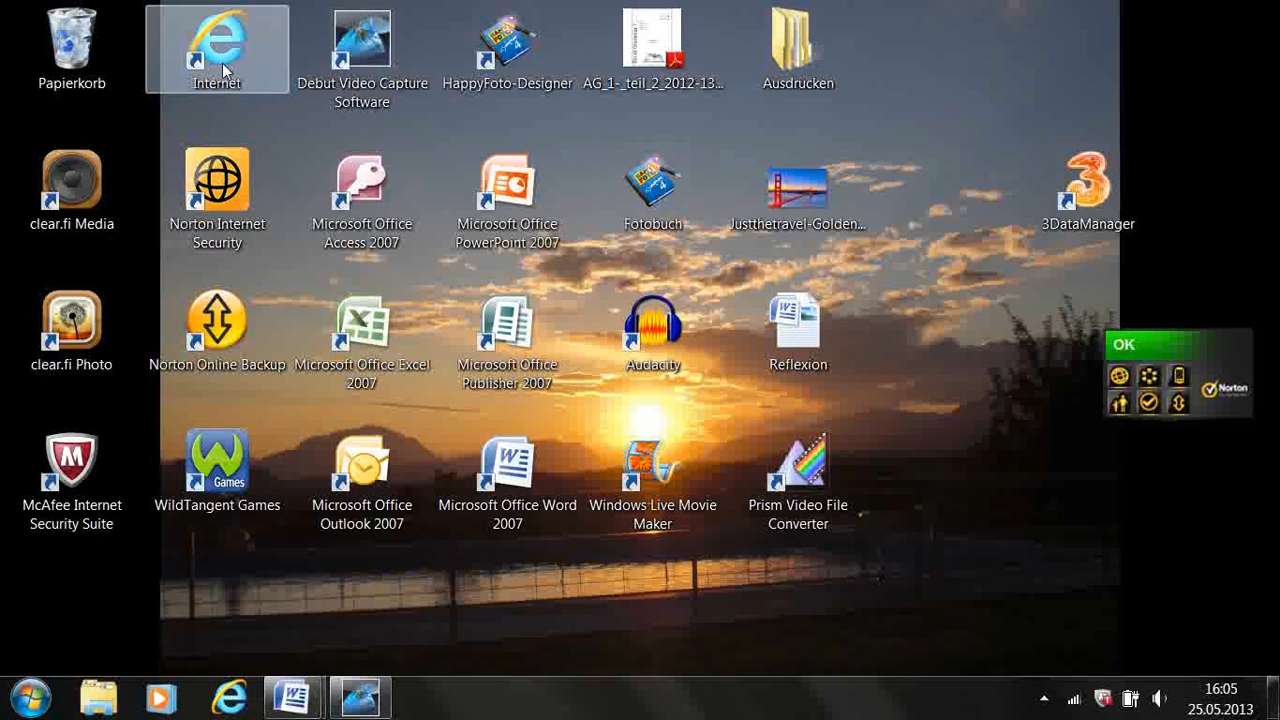 Papierkorb
Internet
Debut Video Capture
Software
HappyFoto-Designer
AG_1-_teil_2_2012-13...
Ausdrucken
clear.fi Media
Norton Internet
Security
Microsoft Office
Access 2007
Microsoft Office
PowerPoint 2007
Fotobuch
Justthetravel-Golden...
3DataManager
clear.fi Photo
Norton Online Backup
Microsoft Office Excel
2007
Microsoft Office
Publisher 2007
Audacity
Reflexion
OK
Norton
McAfee Internet
Security Suite
Games
WildTangent Games
Microsoft Office
Outlook 2007
Microsoft Office Word
2007
Windows Live Movie
Maker
Prism Video File
Converter
16:05
25.05.2013